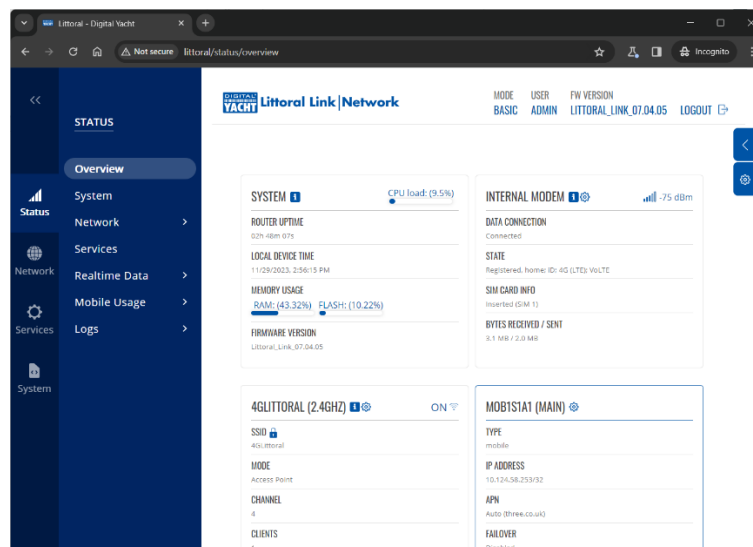 Littoral - Digital Yacht
Not secure
littoral/status/overview
Incognito
STATUS
Overview
System
Network
Services
Realtime Data
Mobile Usage
Logs
Status
Network
Services
System
DIGITAL
YACHT
Littoral Link|Network
MODE USER FW VERSION
BASIC ADMIN LITTORAL_LINK_07.04.05 LOGOUT
SYSTEM CPU load: (9.5%)
ROUTER UPTIME
02h 48m 07s
LOCAL DEVICE TIME
11/29/2023, 2:56:15 PM
MEMORY USAGE
RAM: (43.32%) FLASH: (10.22%)
FIRMWARE VERSION
Littoral_Link_07.04.05
INTERNAL MODEM -75 dBm
DATA CONNECTION
Connected
STATE
Registered, home; ID: 4G (LTE); VoLTE
SIM CARD INFO
Inserted (SIM 1)
BYTES RECEIVED / SENT
3.1 MB / 2.0 MB
4GLITTORAL (2.4GHZ) ON
SSID
4GLittoral
MODE
Access Point
CHANNEL
4
CLIENTS
MOB1S1A1 (MAIN)
TYPE
mobile
IP ADDRESS
10.124.58.253/32
APN
Auto (three.co.uk)
FAILOVER